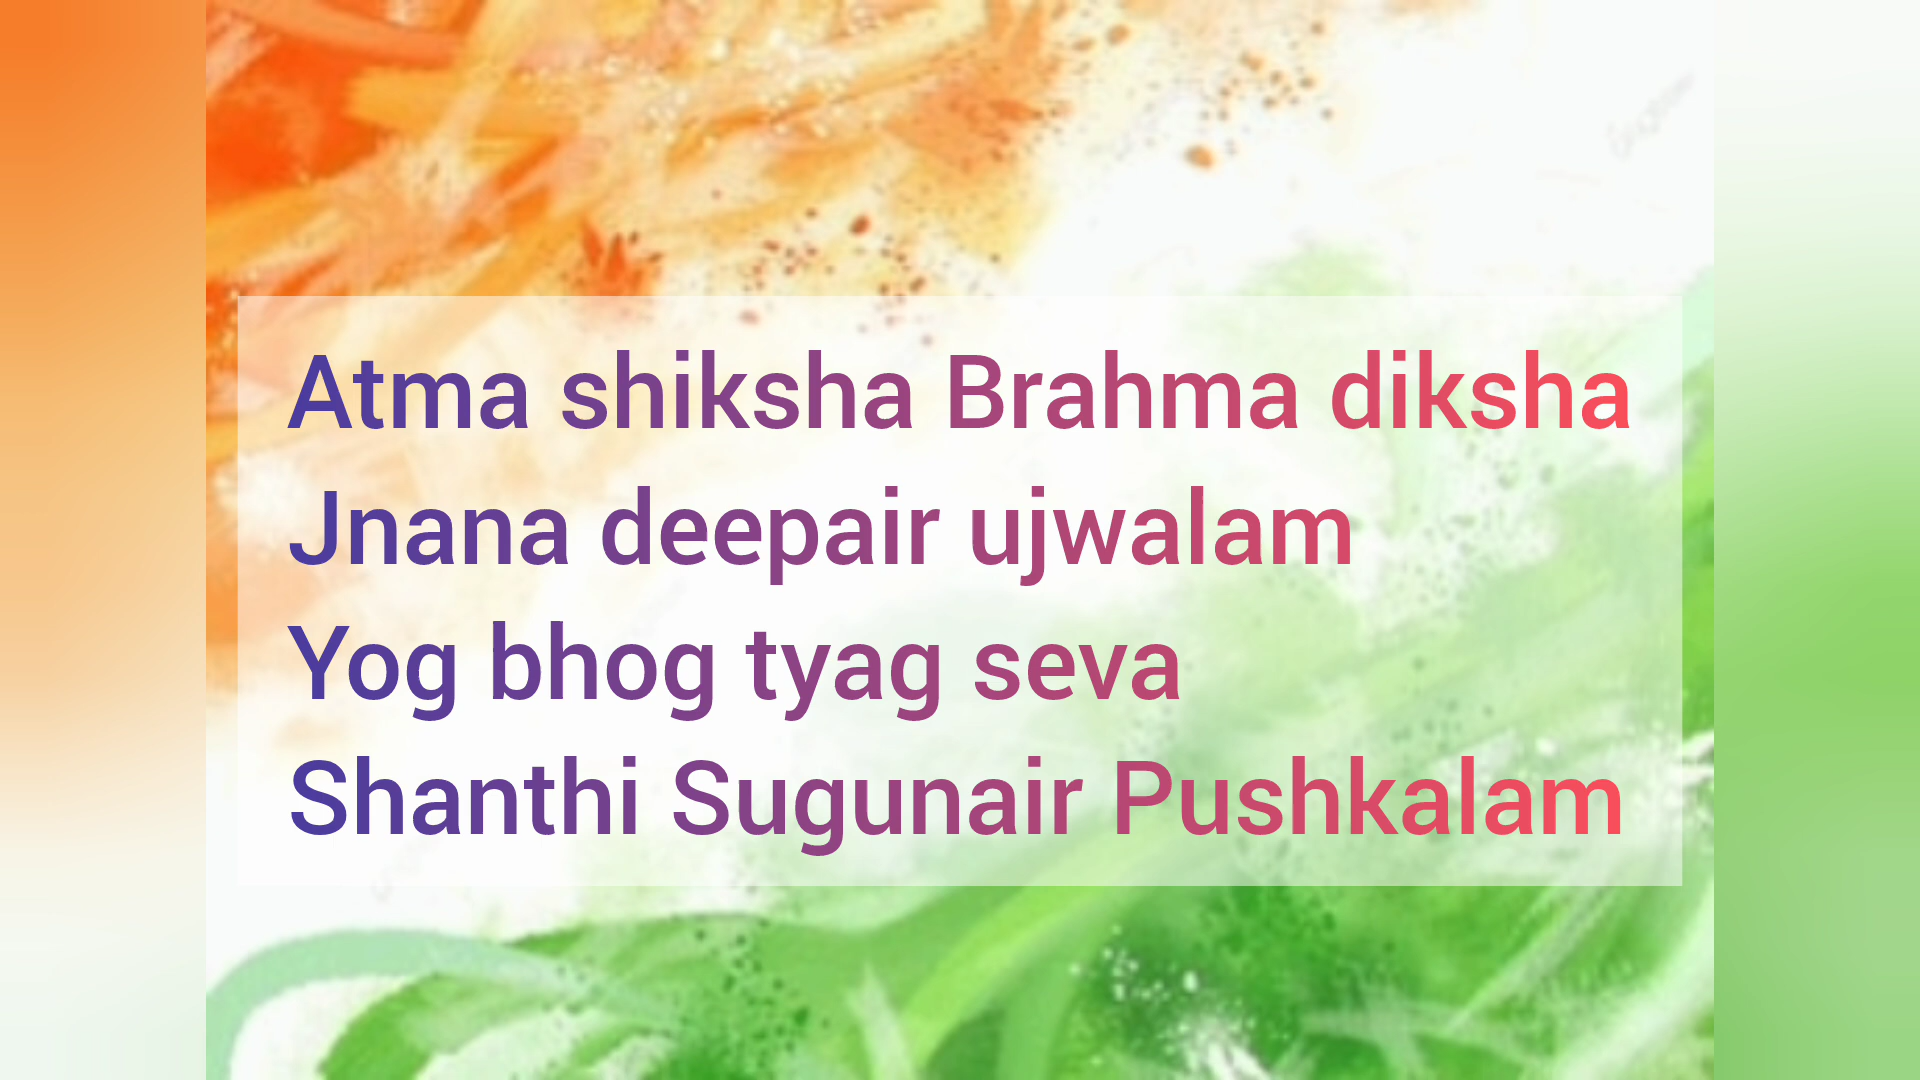 Atma shiksha Brahma diksha
Jnana deepair ujwalam
Yog bhog tyag seva
Shanthi Sugunair Pushkalam